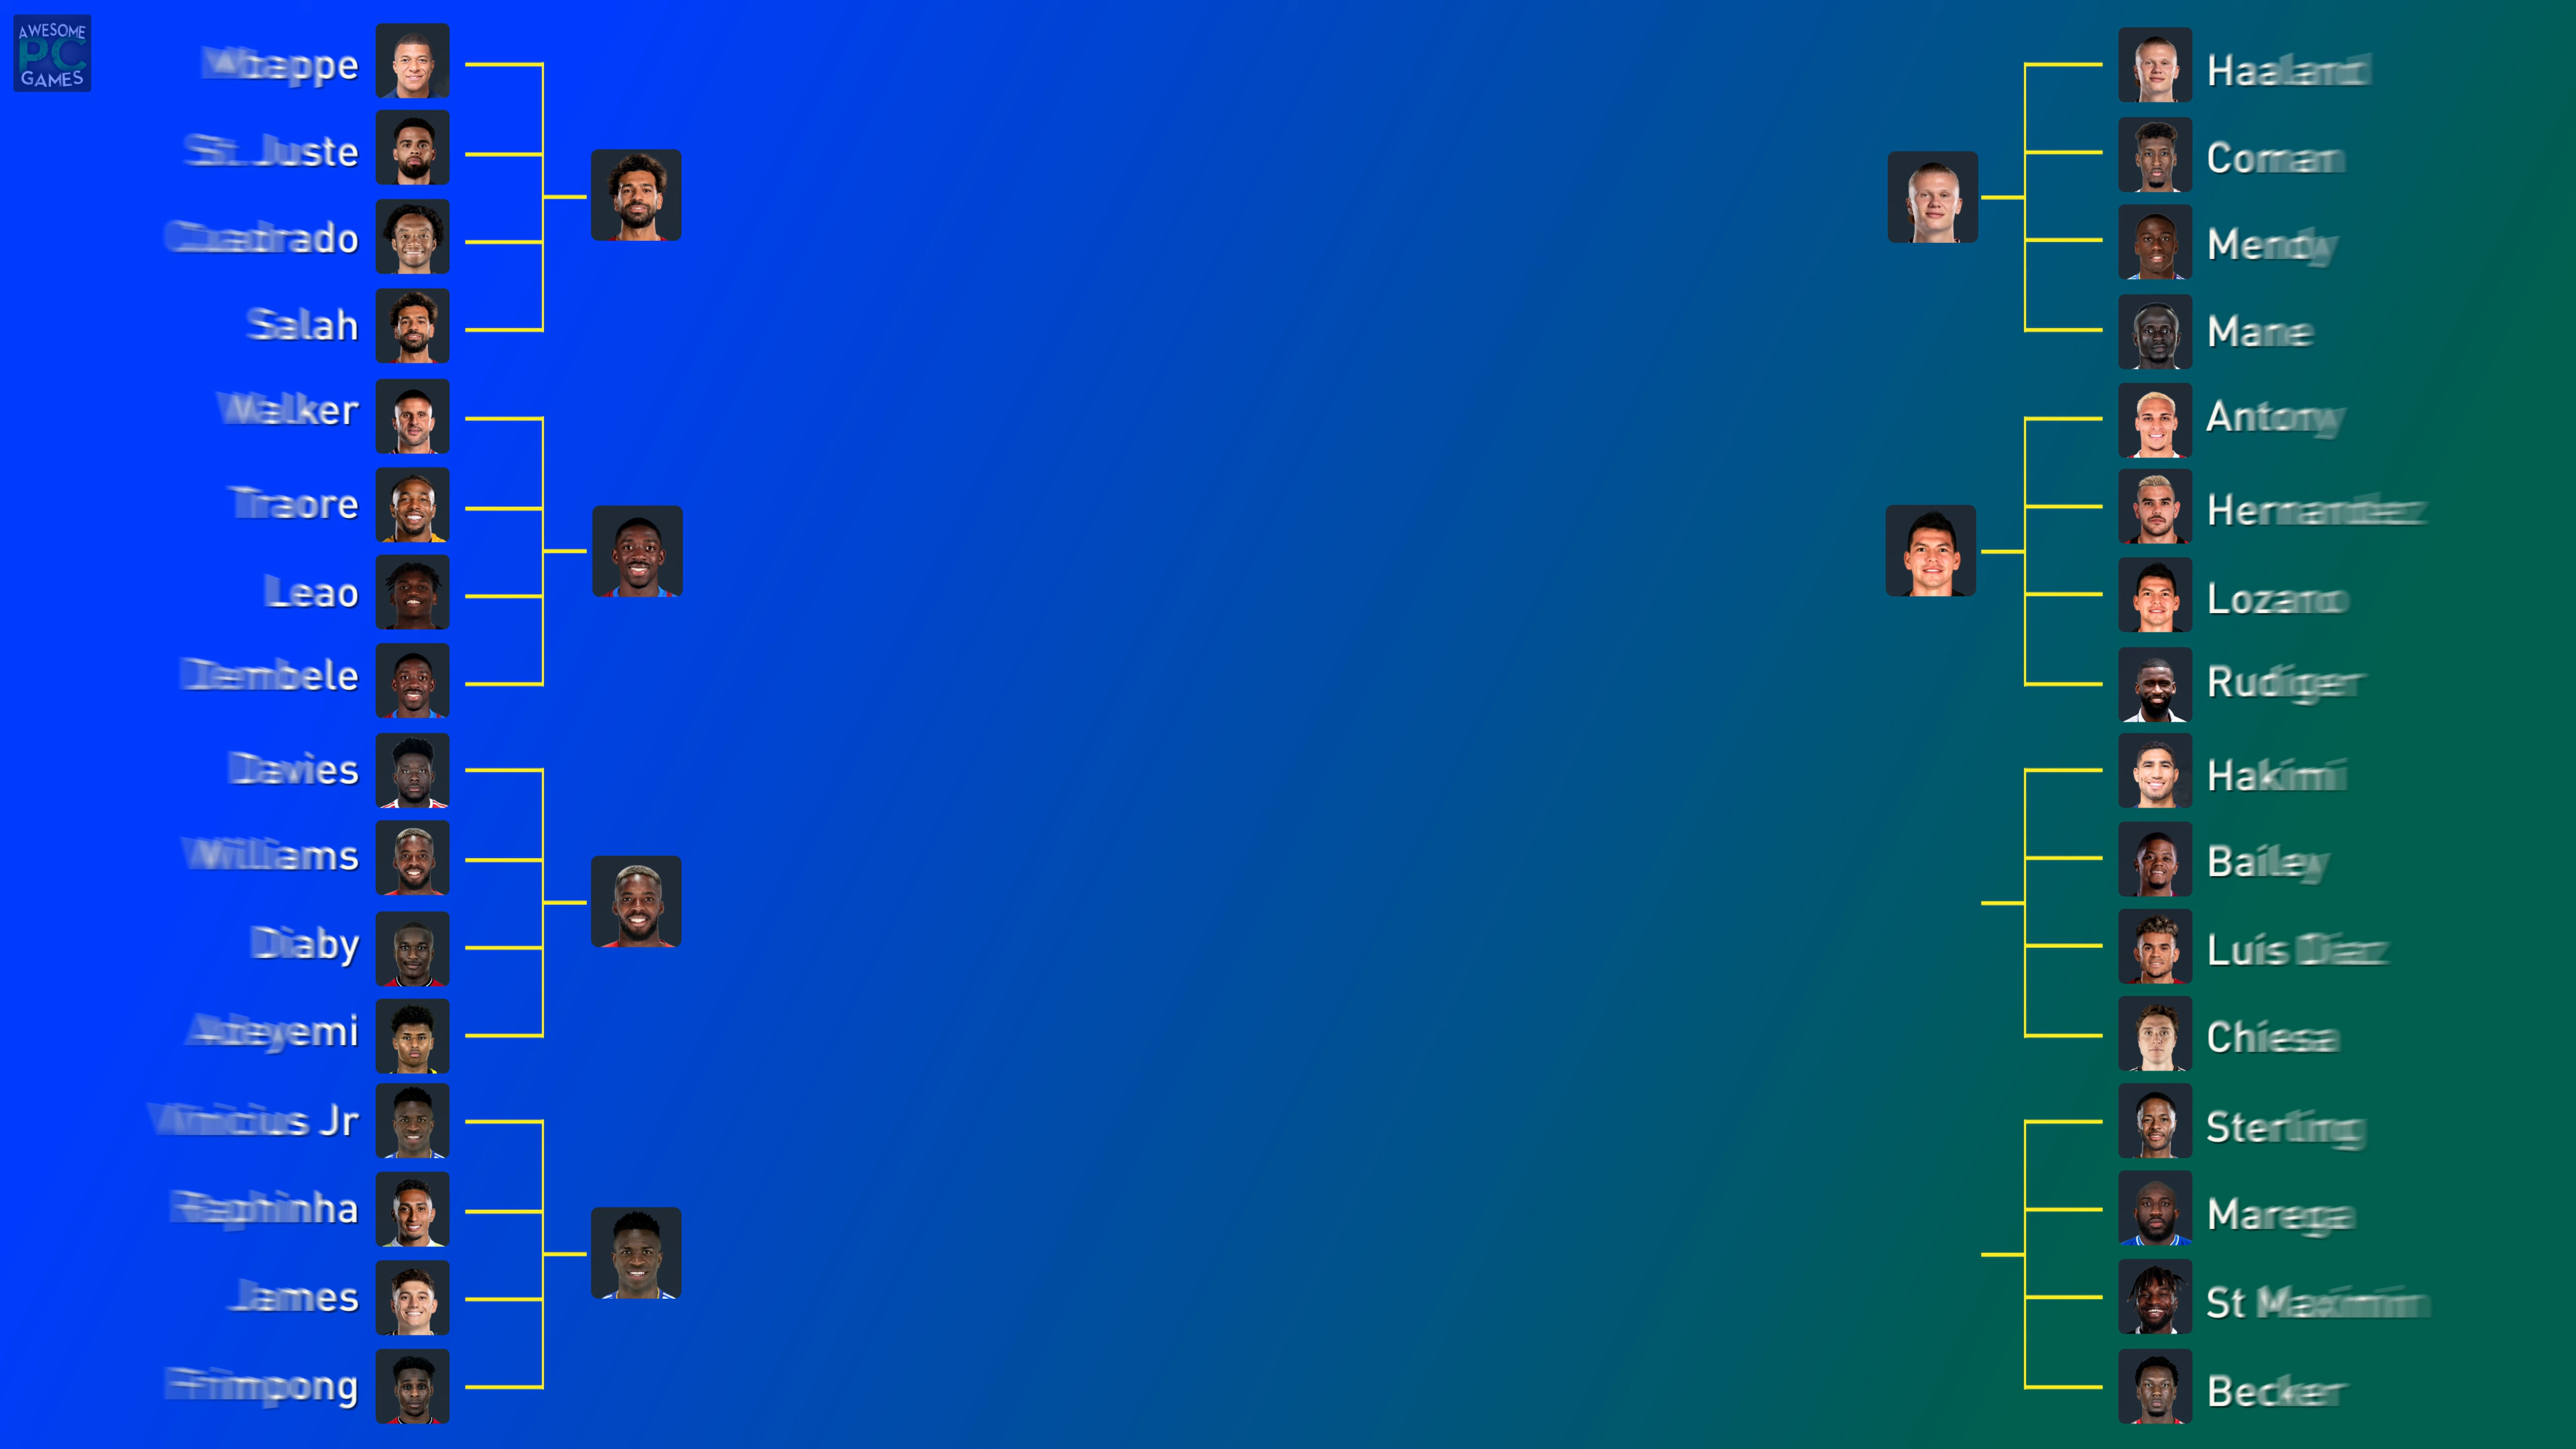 AWESOME
PC
GAMES
Mbappe
St. Juste
Cuadrado
Salah
Walker
Traore
Leao
Dembele
Davies
Williams
Diaby
Adeyemi
Vinicius Jr
Raphinha
James
Frimpong
Haaland
Coman
Mendy
Mane
Antony
Hernandez
Lozano
Rudiger
Hakimi
Bailey
Luis Diaz
Chiesa
Sterling
Marega
St Maximin
Becker